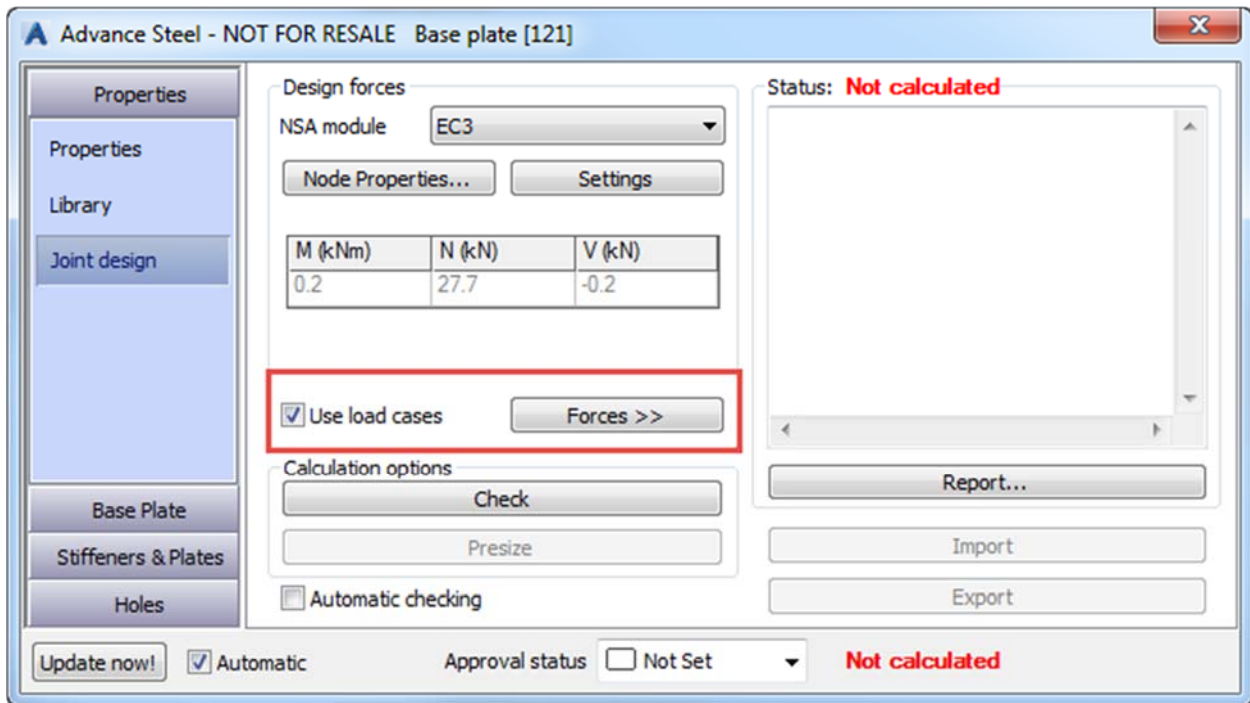 Advance Steel - NOT FOR RESALE Base plate [121]
Properties
Properties
Library
Joint design
Base Plate
Stiffeners & Plates
Holes
Design forces
NSA module EC3
Node Properties... Settings
M (kNm) N (kN) V (kN)
0.2 27.7 -0.2
Use load cases Forces >>
Calculation options
Check
Presize
Automatic checking
Status: Not calculated
Report...
Import
Export
Update now! Automatic Approval status Not Set Not calculated